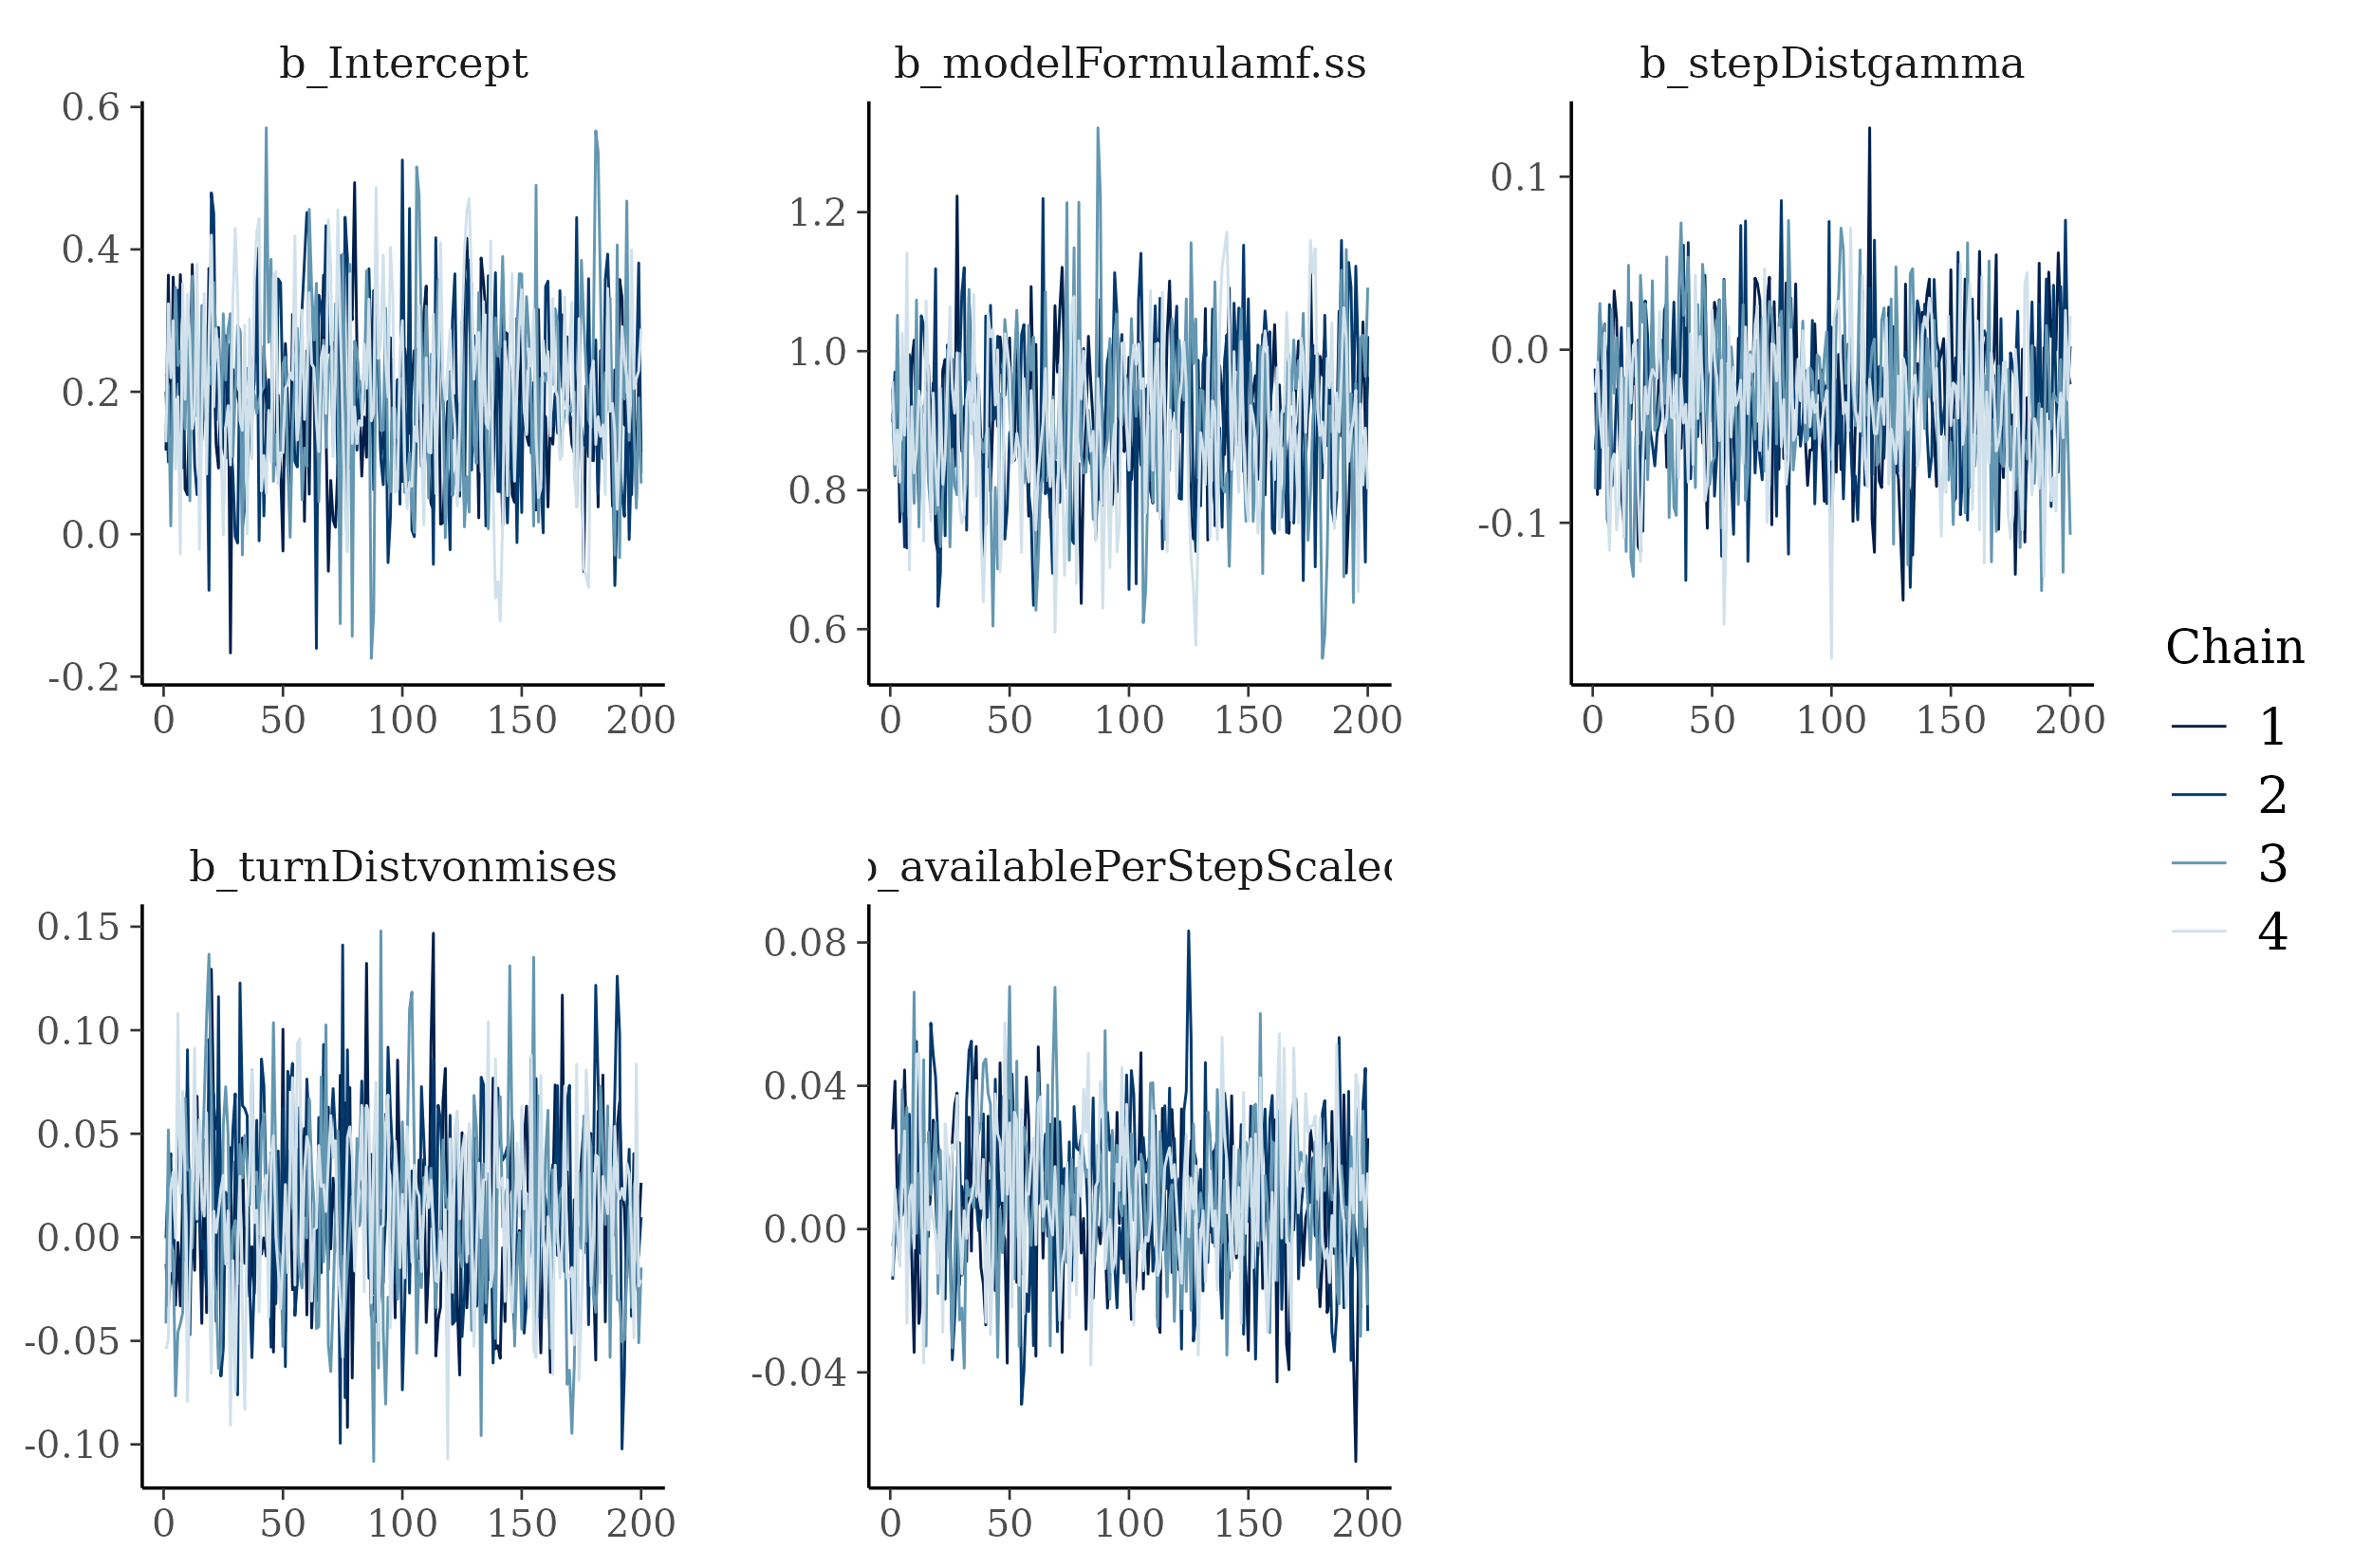 b_Intercept
0.6
0.4
0.2
0.0
-0.2
0 50 100 150 200
b_modelFormulamf.ss
1.2
1.0
0.8
0.6
0 50 100 150 200
b_stepDistgamma
0.1
0.0
-0.1
0 50 100 150 200
b_turnDistvonmises
0.15
0.10
0.05
0.00
-0.05
-0.10
0 50 100 150 200
b_availablePerStepScaled
0.08
0.04
0.00
-0.04
0 50 100 150 200
Chain
1
2
3
4